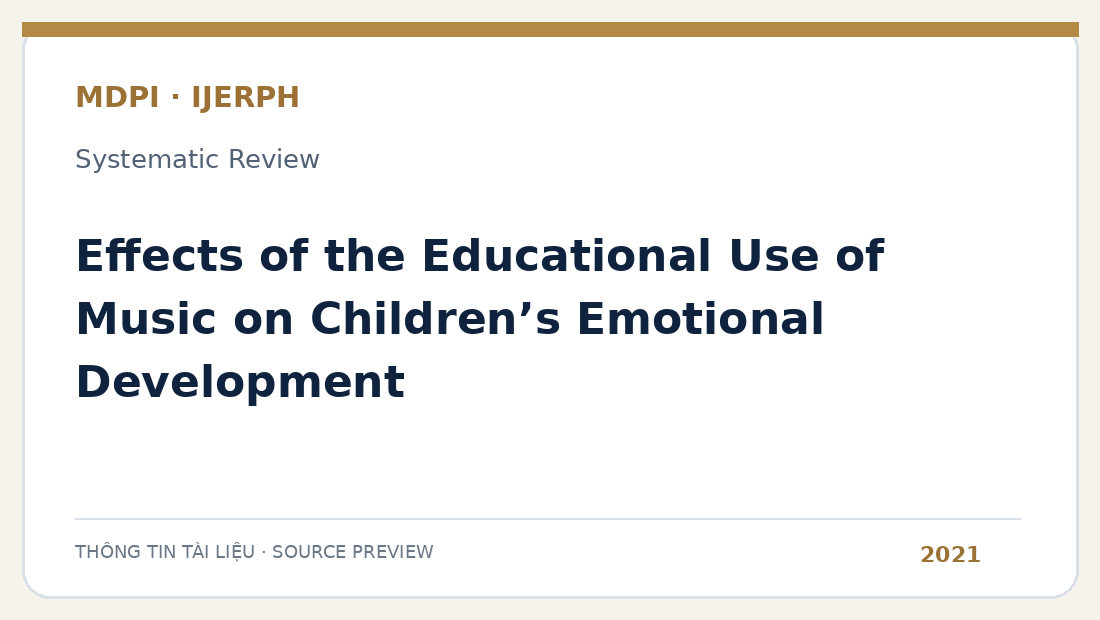 MDPI · IJERPH
Systematic Review
Effects of the Educational Use of
Music on Children’s Emotional
Development
THÔNG TIN TÀI LIỆU · SOURCE PREVIEW
2021